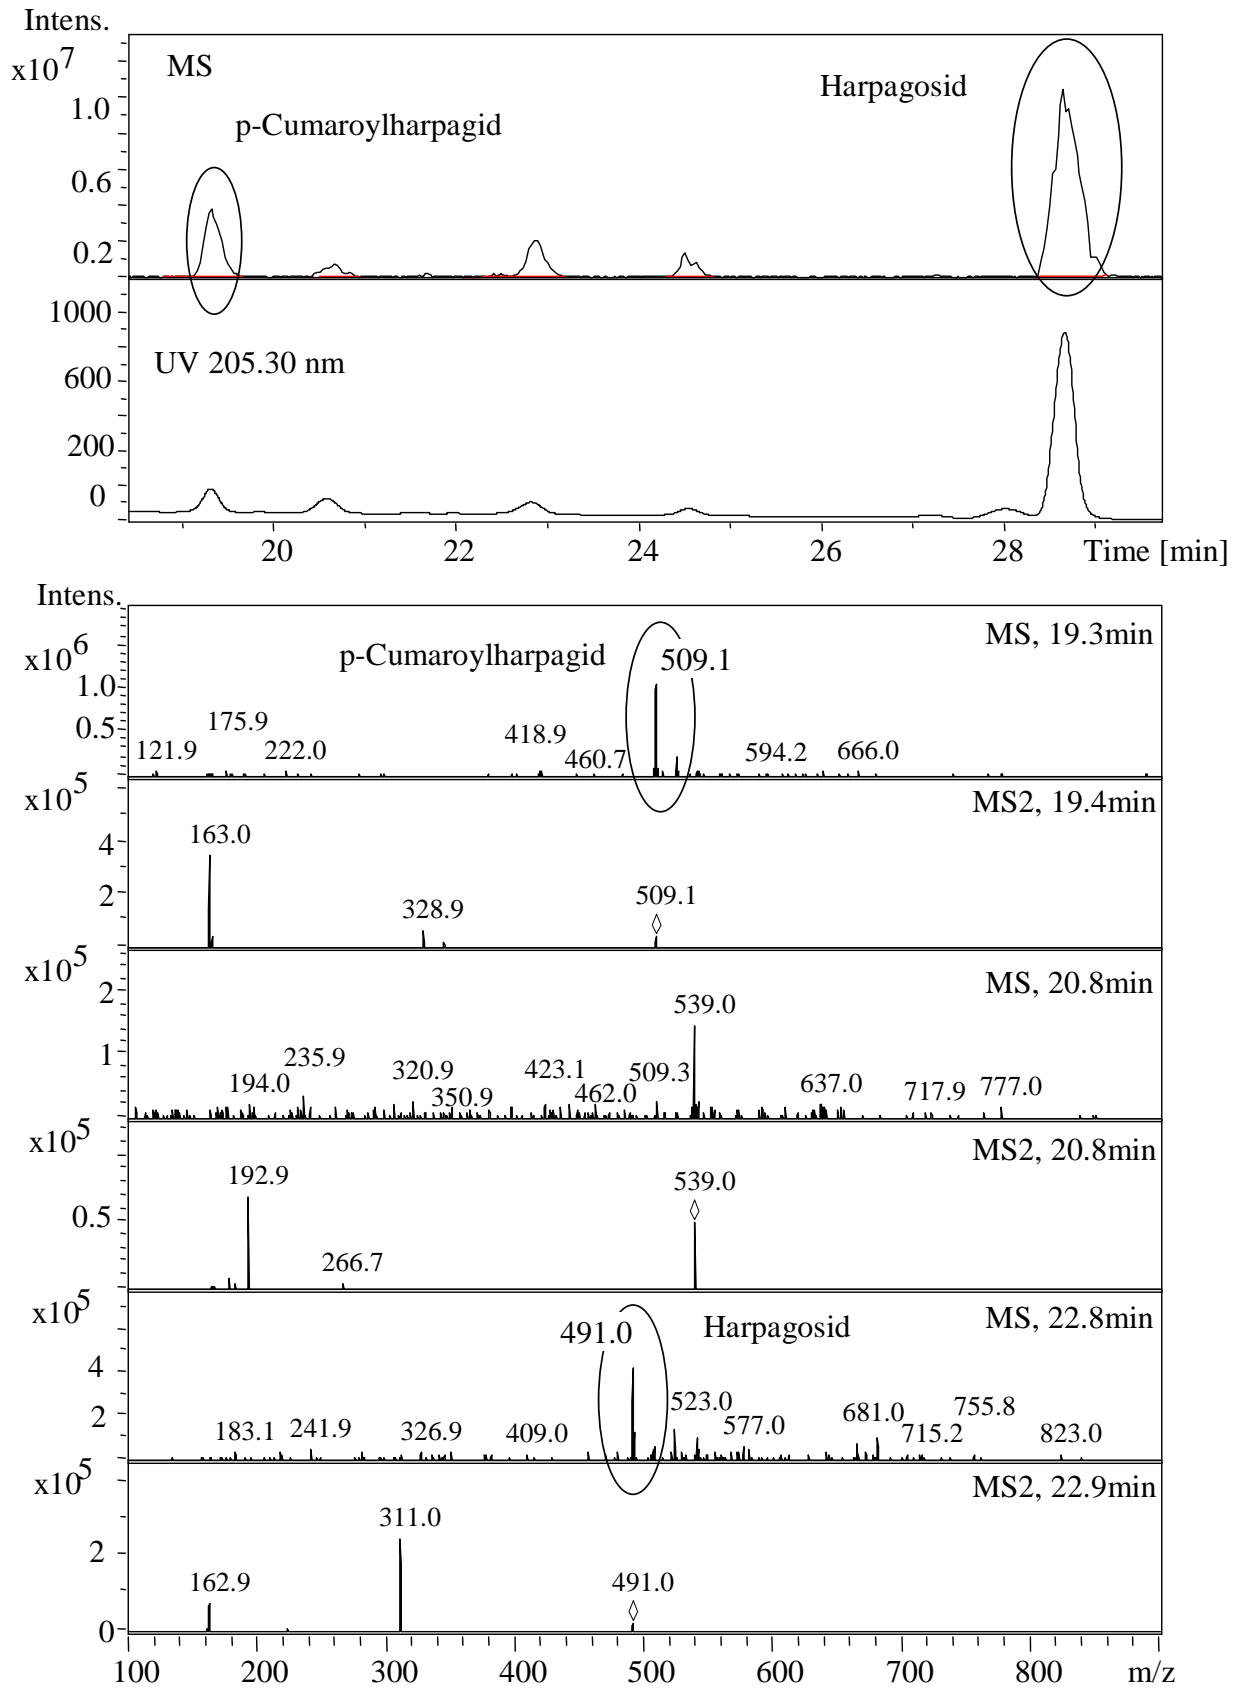 Intens.
x10^7
MS
Harpagosid
1.0
p-Cumaroylharpagid
0.6
0.2
1000
UV 205.30 nm
600
200
0
20 22 24 26 28 Time [min]
Intens.
x10^6
MS, 19.3min
p-Cumaroylharpagid 509.1
1.0
0.5
121.9 175.9 222.0 418.9 460.7 594.2 666.0
x10^5
MS2, 19.4min
163.0
4
2
328.9 509.1
x10^5
MS, 20.8min
2
539.0
1
194.0 235.9 320.9 350.9 423.1 462.0 509.3 637.0 717.9 777.0
x10^5
MS2, 20.8min
192.9 539.0
0.5
266.7
x10^5
MS, 22.8min
491.0 Harpagosid
4
2
183.1 241.9 326.9 409.0 523.0 577.0 681.0 715.2 755.8 823.0
x10^5
MS2, 22.9min
311.0
2
162.9 491.0
0
100 200 300 400 500 600 700 800 m/z